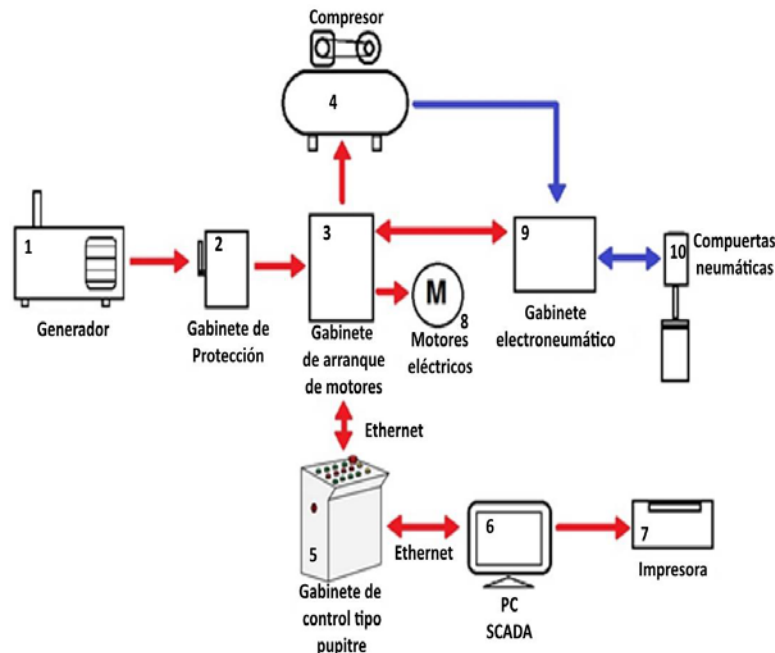 Compresor
4
1
Generador
2
Gabinete de
Protección
3
Gabinete
de arranque
de motores
M
8
Motores
eléctricos
9
Gabinete
electroneumático
10
Compuertas
neumáticas
Ethernet
5
Gabinete de
control tipo
pupitre
Ethernet
6
PC
SCADA
7
Impresora